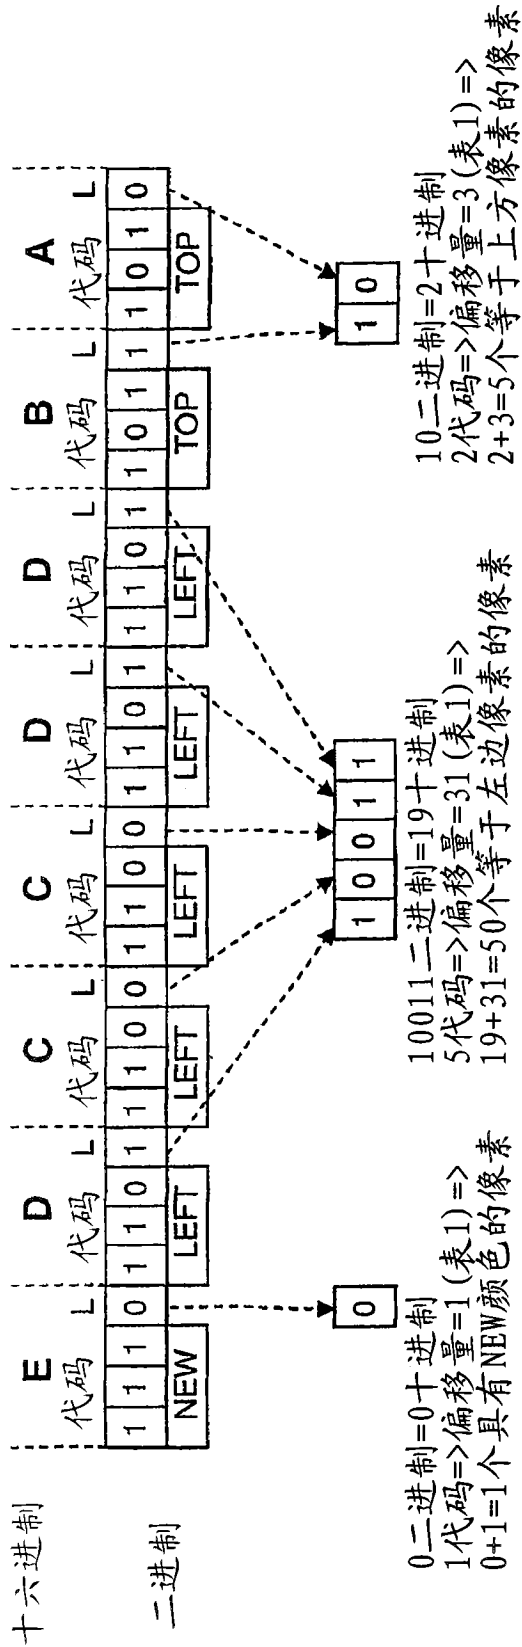 十六进制 E D C C D D B A
代码 L 代码 L 代码 L 代码 L 代码 L 代码 L 代码 L 代码 L
二进制 1 1 1 0 1 1 0 1 1 1 0 0 1 1 0 0 1 1 0 1 1 1 0 1 1 0 1 1 1 0 1 0
NEW LEFT LEFT LEFT LEFT LEFT TOP TOP
0 1 0 0 1 1 1 0
0二进制=0十进制
1代码=>偏移量=1(表1)=>
0+1=1个具有NEW颜色的像素
10011二进制=19十进制
5代码=>偏移量=31(表1)=>
19+31=50个等于左边像素的像素
10二进制=2十进制
2代码=>偏移量=3(表1)=>
2+3=5个等于上方像素的像素